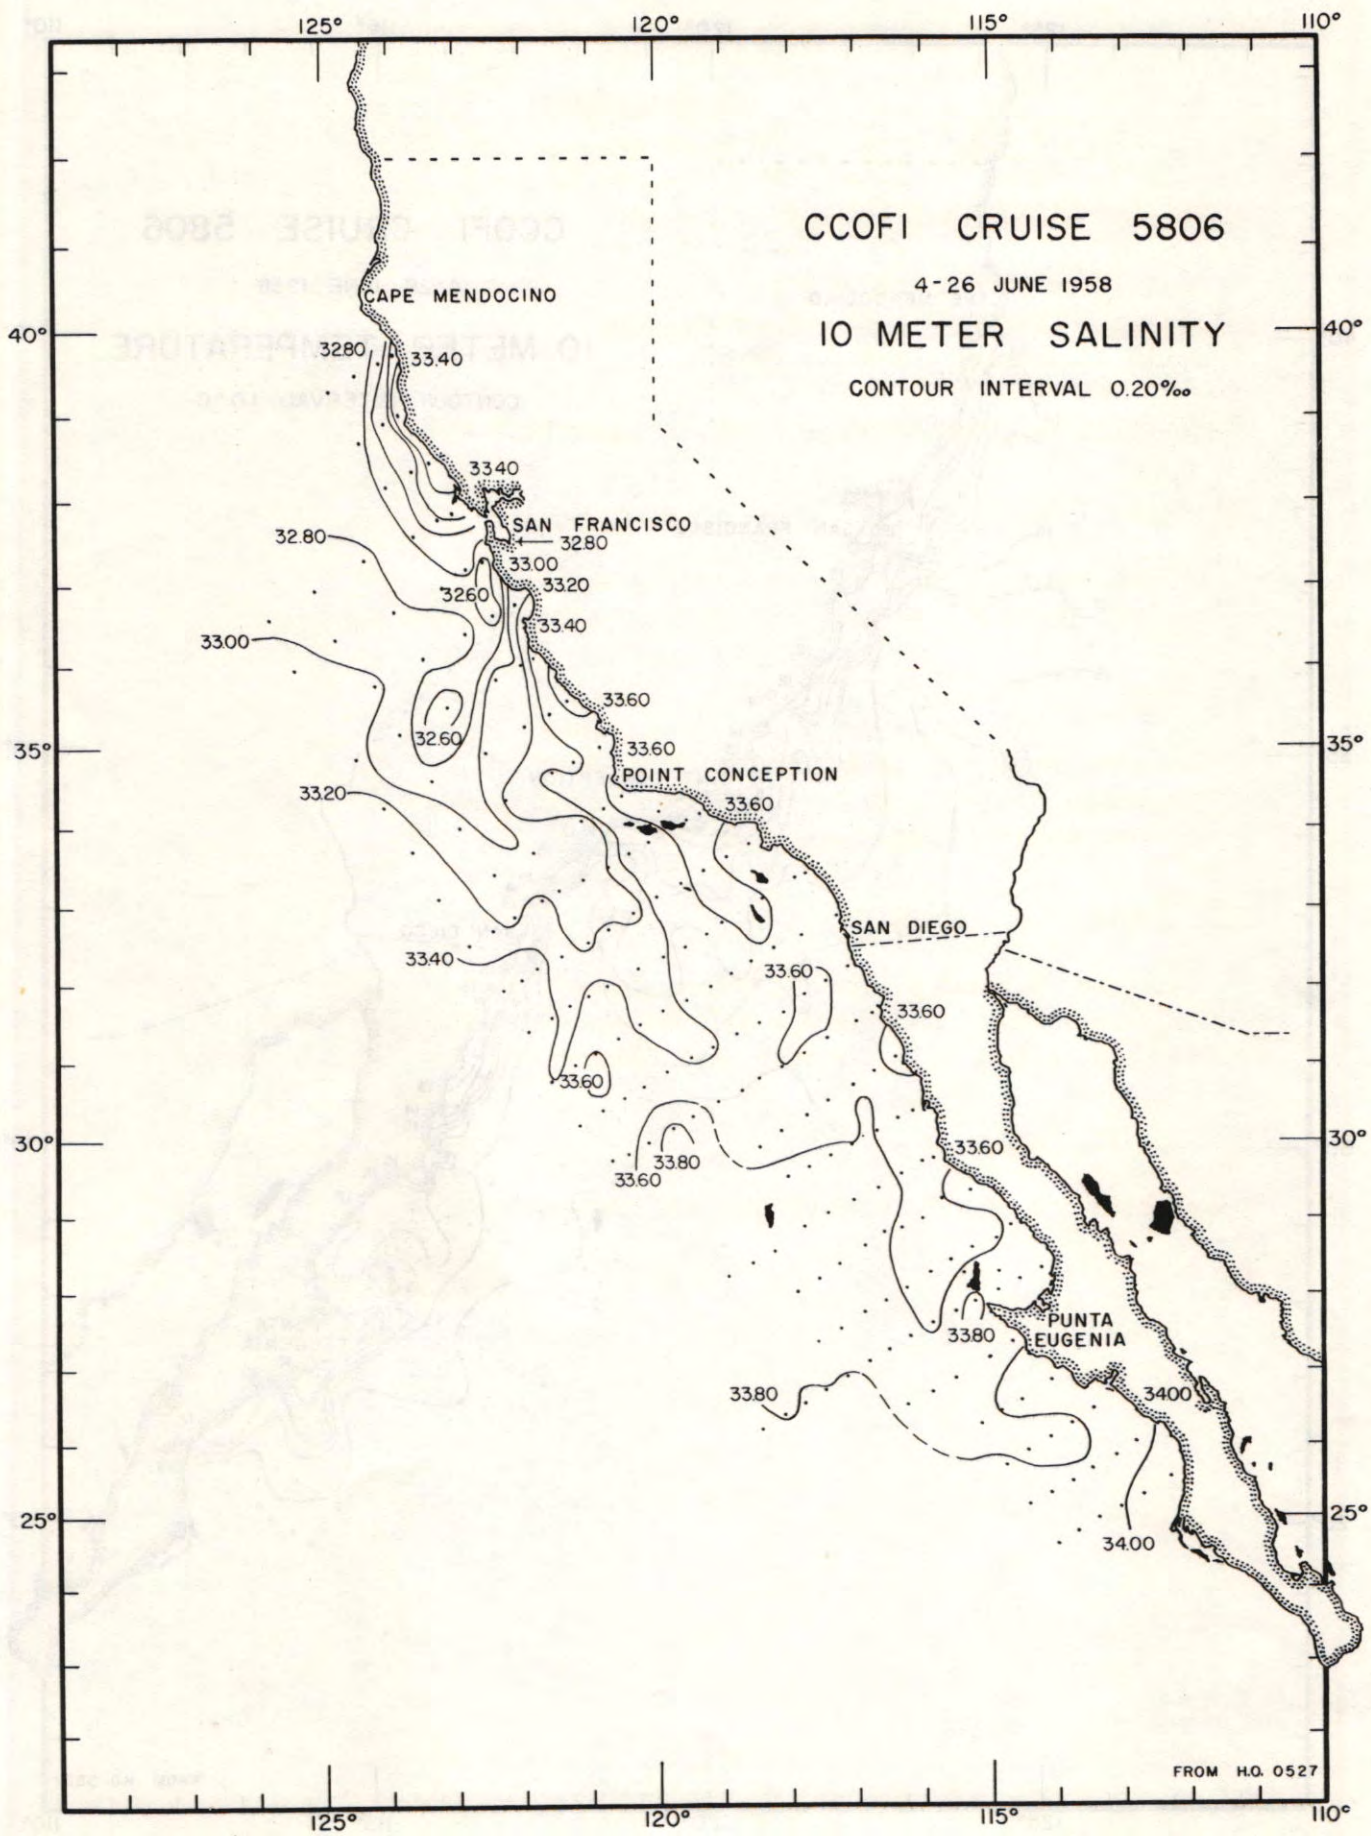 125° 120° 115° 110°
CCOFI CRUISE 5806
4-26 JUNE 1958
CAPE MENDOCINO
10 METER SALINITY
40° 40°
32.80
33.40
CONTOUR INTERVAL 0.20‰
33.40
SAN FRANCISCO
32.80
32.80
33.00
33.20
32.60
33.40
33.00
33.60
32.60
33.60
35° 35°
POINT CONCEPTION
33.20
33.60
SAN DIEGO
33.40
33.60
33.60
33.60
30° 30°
33.60
33.80
33.60
PUNTA
EUGENIA
33.80
33.80
34.00
25° 25°
34.00
FROM H.O. 0527
125° 120° 115° 110°